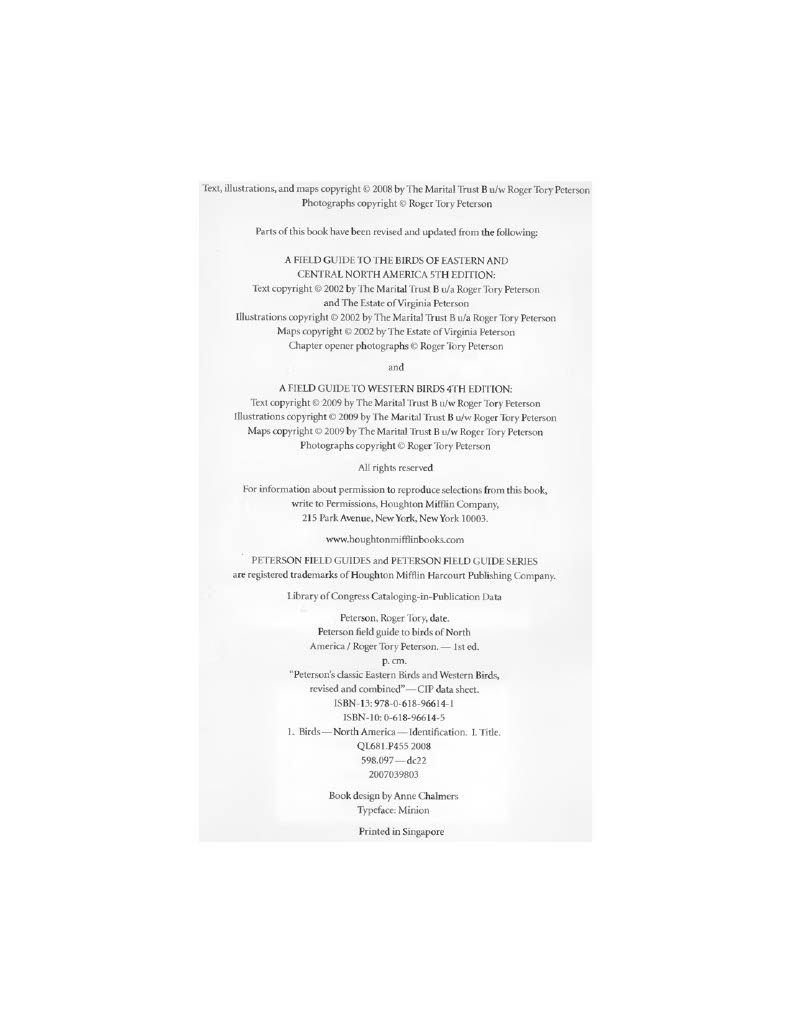 Text, illustrations, and maps copyright © 2008 by The Marital Trust B u/w Roger Tory Peterson
Photographs copyright © Roger Tory Peterson
Parts of this book have been revised and updated from the following:
A FIELD GUIDE TO THE BIRDS OF EASTERN AND
CENTRAL NORTH AMERICA 5TH EDITION:
Text copyright © 2002 by The Marital Trust B u/a Roger Tory Peterson
and The Estate of Virginia Peterson
Illustrations copyright © 2002 by The Marital Trust B u/a Roger Tory Peterson
Maps copyright © 2002 by The Estate of Virginia Peterson
Chapter opener photographs © Roger Tory Peterson
and
A FIELD GUIDE TO WESTERN BIRDS 4TH EDITION:
Text copyright © 2009 by The Marital Trust B u/w Roger Tory Peterson
Illustrations copyright © 2009 by The Marital Trust B u/w Roger Tory Peterson
Maps copyright © 2009 by The Marital Trust B u/w Roger Tory Peterson
Photographs copyright © Roger Tory Peterson
All rights reserved
For information about permission to reproduce selections from this book,
write to Permissions, Houghton Mifflin Company,
215 Park Avenue, New York, New York 10003.
www.houghtonmifflinbooks.com
PETERSON FIELD GUIDES and PETERSON FIELD GUIDE SERIES
are registered trademarks of Houghton Mifflin Harcourt Publishing Company.
Library of Congress Cataloging-in-Publication Data
Peterson, Roger Tory, date.
Peterson field guide to birds of North
America / Roger Tory Peterson. — 1st ed.
p. cm.
"Peterson's classic Eastern Birds and Western Birds,
revised and combined"—CIP data sheet.
ISBN-13: 978-0-618-96614-1
ISBN-10: 0-618-96614-5
1. Birds—North America—Identification. I. Title.
QL681.P455 2008
598.097—dc22
2007039803
Book design by Anne Chalmers
Typeface: Minion
Printed in Singapore